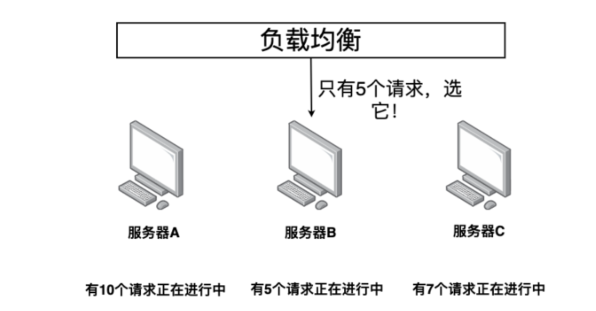 负载均衡
只有5个请求，选
它！
服务器A
服务器B
服务器C
有10个请求正在进行中
有5个请求正在进行中
有7个请求正在进行中